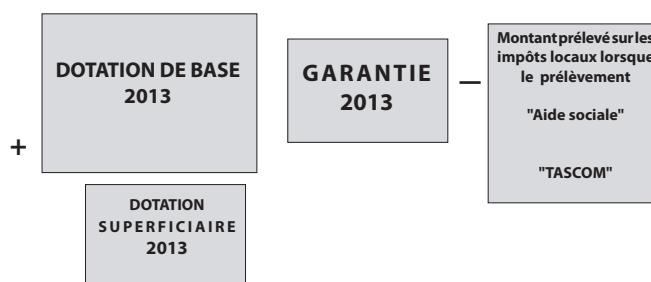 DOTATION DE BASE
2013
GARANTIE
2013
—
Montant prélevé sur les
impôts locaux lorsque
le prélèvement
"Aide sociale"
"TASCOM"
+
DOTATION
SUPERFICIAIRE
2013